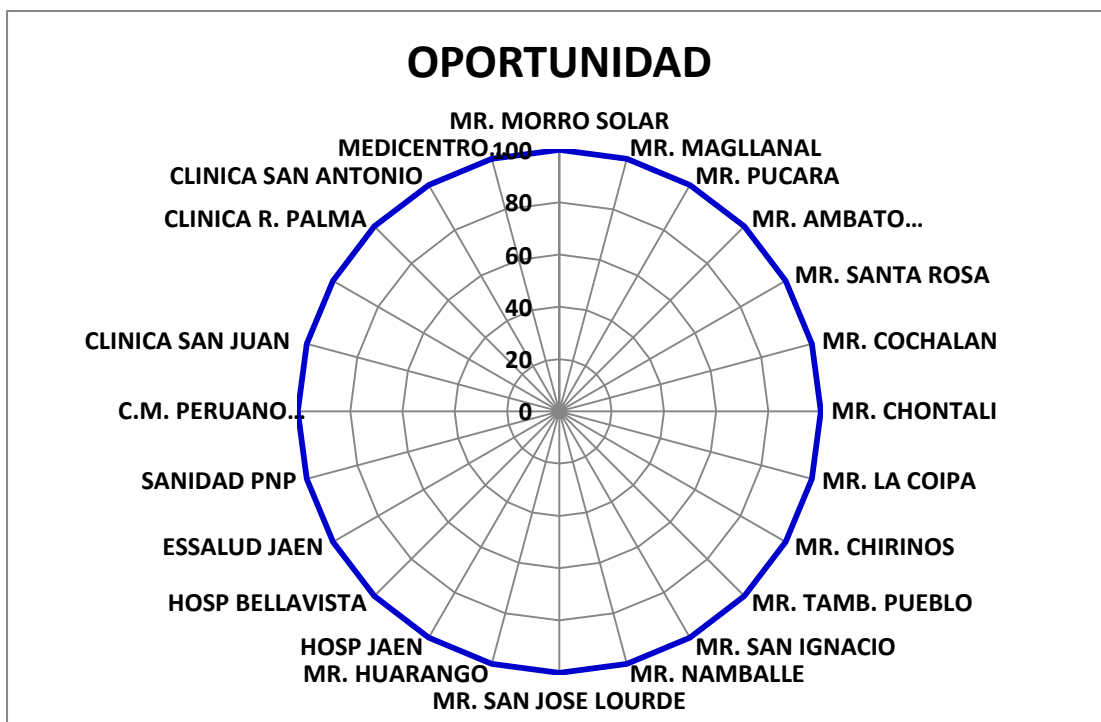 OPORTUNIDAD
MR. MORRO SOLAR
MR. MAGLLANAL
MR. PUCARA
MR. AMBATO...
MR. SANTA ROSA
MR. COCHALAN
MR. CHONTALI
MR. LA COIPA
MR. CHIRINOS
MR. TAMB. PUEBLO
MR. SAN IGNACIO
MR. NAMBALLE
MR. SAN JOSE LOURDE
MR. HUARANGO
HOSP JAEN
HOSP BELLAVISTA
ESSALUD JAEN
SANIDAD PNP
C.M. PERUANO...
CLINICA SAN JUAN
CLINICA R. PALMA
CLINICA SAN ANTONIO
MEDICENTRO
100
80
60
40
20
0